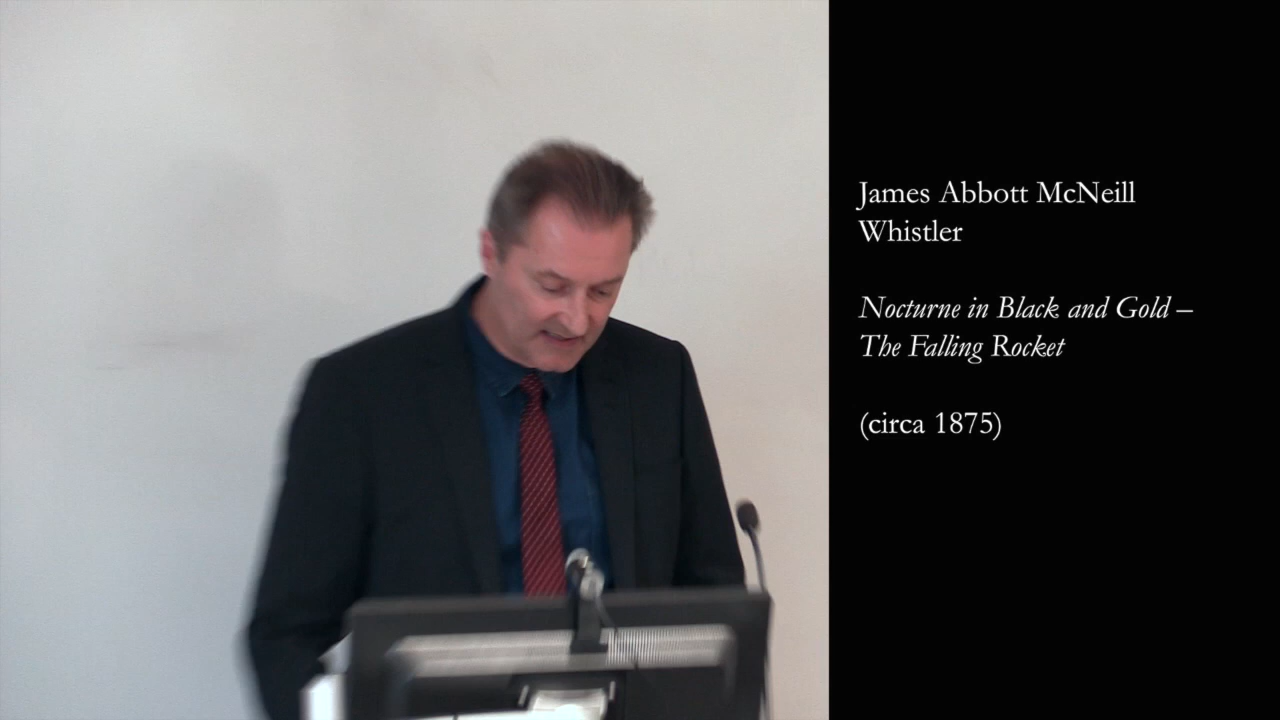 James Abbott McNeill
Whistler
Nocturne in Black and Gold –
The Falling Rocket
(circa 1875)